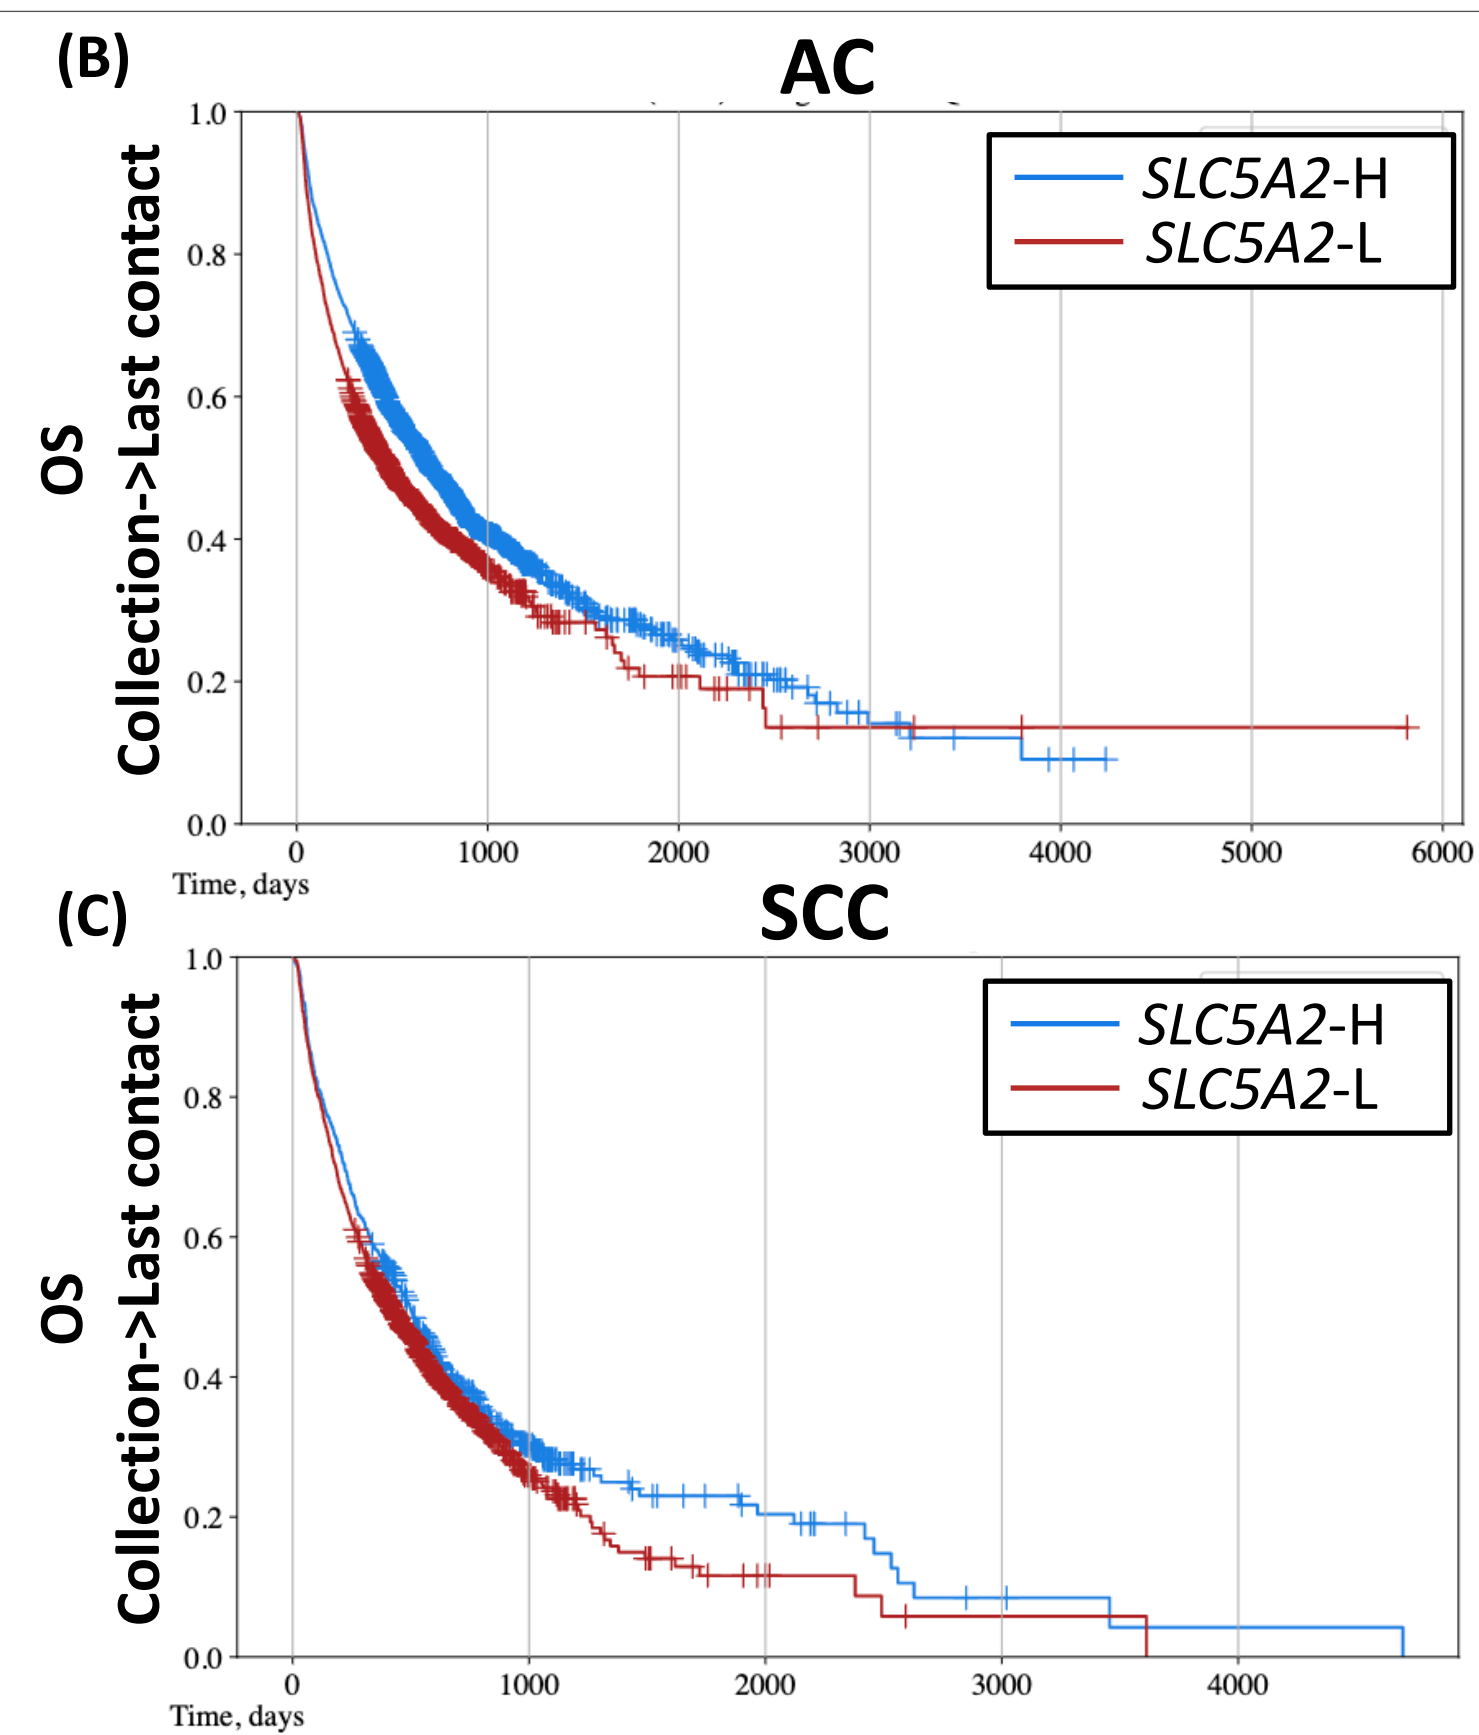 (B)
AC
SLC5A2-H
SLC5A2-L
OS
Collection->Last contact
1.0
0.8
0.6
0.4
0.2
0.0
0 1000 2000 3000 4000 5000 6000
Time, days
(C)
SCC
SLC5A2-H
SLC5A2-L
OS
Collection->Last contact
1.0
0.8
0.6
0.4
0.2
0.0
0 1000 2000 3000 4000
Time, days